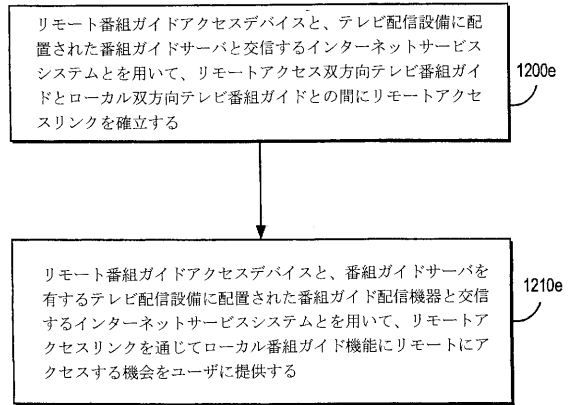 リモート番組ガイドアクセスデバイスと、テレビ配信設備に配
置された番組ガイドサーバと交信するインターネットサービス
システムとを用いて、リモートアクセス双方向テレビ番組ガイ
ドとローカル双方向テレビ番組ガイドとの間にリモートアクセ
スリンクを確立する
1200e
リモート番組ガイドアクセスデバイスと、番組ガイドサーバを
有するテレビ配信設備に配置された番組ガイド配信機器と交信
するインターネットサービスシステムとを用いて、リモートア
クセスリンクを通じてローカル番組ガイド機能にリモートにア
クセスする機会をユーザに提供する
1210e